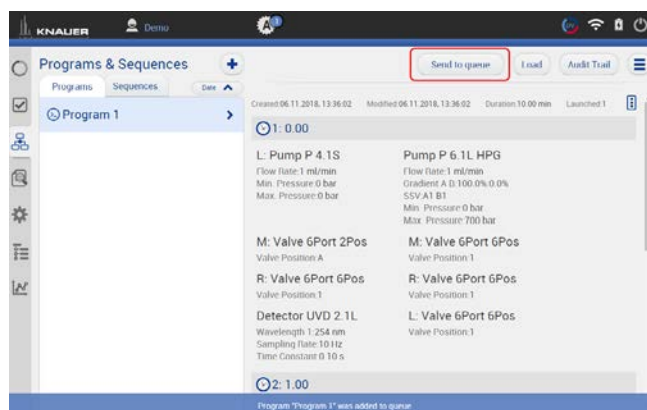 KNAUER Demo
Programs & Sequences
Send to queue Load Audit Trail
Programs Sequences Date
Created:06.11.2018, 13:36:02 Modified:06.11.2018, 13:36:02 Duration:10.00 min Launched:1
Program 1
1: 0.00
L: Pump P 4.1S Pump P 6.1L HPG
Flow Rate:1 ml/min Flow Rate:1 ml/min
Min. Pressure:0 bar Gradient A B:100.0%:0.0%
Max. Pressure:0 bar SSV:A1 B1
Min. Pressure:0 bar
Max. Pressure:700 bar
M: Valve 6Port 2Pos M: Valve 6Port 6Pos
Valve Position:A Valve Position:1
R: Valve 6Port 6Pos R: Valve 6Port 6Pos
Valve Position:1 Valve Position:1
Detector UVD 2.1L L: Valve 6Port 6Pos
Wavelength 1:254 nm Valve Position:1
Sampling Rate:10 Hz
Time Constant:0.10 s
2: 1.00
Program "Program 1" was added to queue